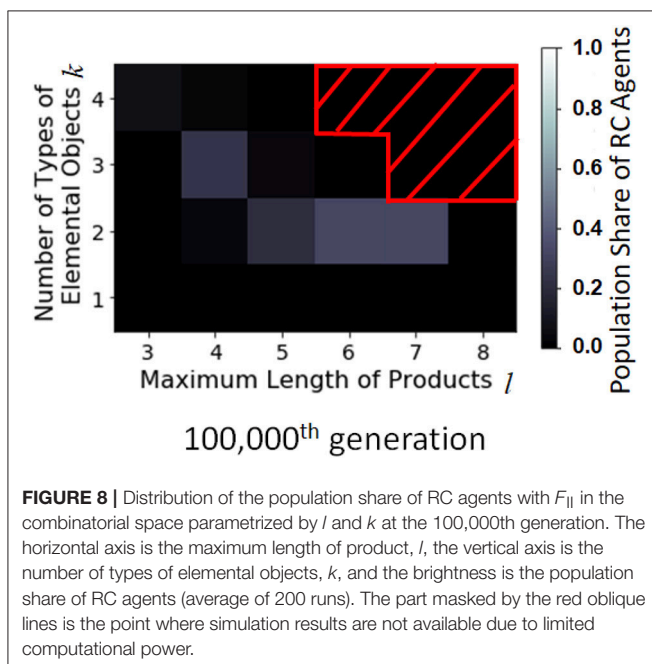 Number of Types of
Elemental Objects k
4
3
2
1
3 4 5 6 7 8
Maximum Length of Products l
1.0
0.8
0.6
0.4
0.2
0.0
Population Share of RC Agents
100,000th generation
FIGURE 8 | Distribution of the population share of RC agents with FII in the
combinatorial space parametrized by l and k at the 100,000th generation. The
horizontal axis is the maximum length of product, l, the vertical axis is the
number of types of elemental objects, k, and the brightness is the population
share of RC agents (average of 200 runs). The part masked by the red oblique
lines is the point where simulation results are not available due to limited
computational power.